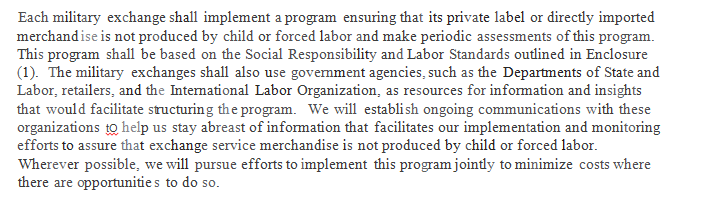 Each military exchange shall implement a program ensuring that its private label or directly imported
merchandise is not produced by child or forced labor and make periodic assessments of this program.
This program shall be based on the Social Responsibility and Labor Standards outlined in Enclosure
(1).  The military exchanges shall also use government agencies, such as the Departments of State and
Labor, retailers, and the International Labor Organization, as resources for information and insights
that would facilitate structuring the program.  We will establish ongoing communications with these
organizations to help us stay abreast of information that facilitates our implementation and monitoring
efforts to assure that exchange service merchandise is not produced by child or forced labor.
Wherever possible, we will pursue efforts to implement this program jointly to minimize costs where
there are opportunities to do so.